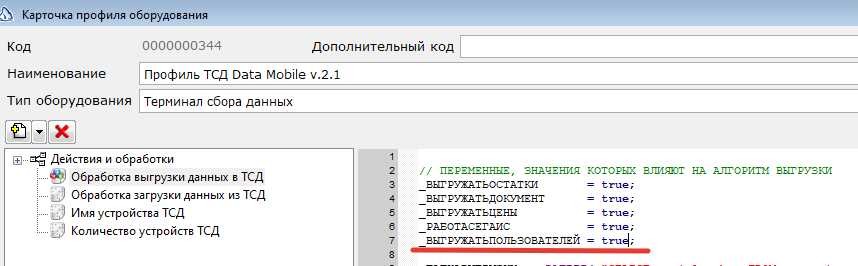 Карточка профиля оборудования
Код 0000000344 Дополнительный код
Наименование Профиль ТСД Data Mobile v.2.1
Тип оборудования Терминал сбора данных
Действия и обработки
Обработка выгрузки данных в ТСД
Обработка загрузки данных из ТСД
Имя устройства ТСД
Количество устройств ТСД
1
2 // ПЕРЕМЕННЫЕ, ЗНАЧЕНИЯ КОТОРЫХ ВЛИЯЮТ НА АЛГОРИТМ ВЫГРУЗКИ
3 _ВЫГРУЖАТЬОСТАТКИ = true;
4 _ВЫГРУЖАТЬДОКУМЕНТ = true;
5 _ВЫГРУЖАТЬЦЕНЫ = true;
6 _РАБОТАСЕГАИС = true;
7 _ВЫГРУЖАТЬПОЛЬЗОВАТЕЛЕЙ = true;
8